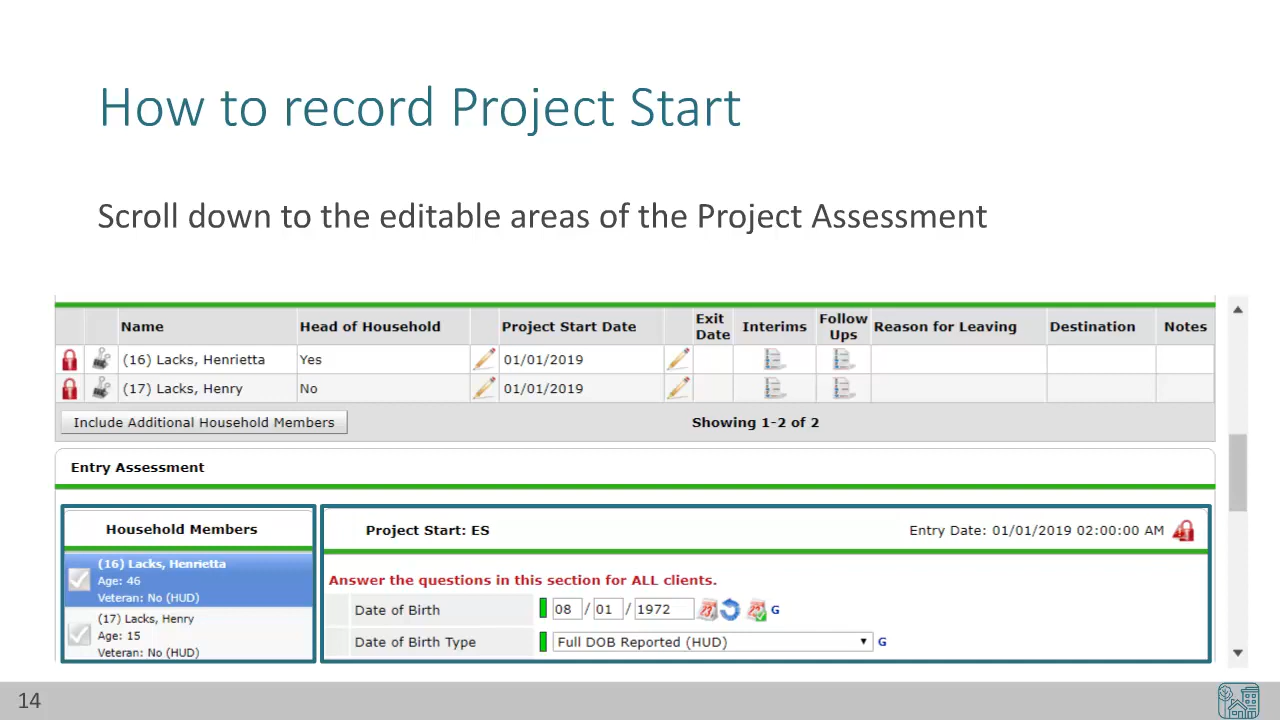 How to record Project Start
Scroll down to the editable areas of the Project Assessment
Name Head of Household Project Start Date Exit Date Interims Follow Ups Reason for Leaving Destination Notes
(16) Lacks, Henrietta Yes 01/01/2019
(17) Lacks, Henry No 01/01/2019
Include Additional Household Members Showing 1-2 of 2
Entry Assessment
Household Members
(16) Lacks, Henrietta
Age: 46
Veteran: No (HUD)
(17) Lacks, Henry
Age: 15
Veteran: No (HUD)
Project Start: ES Entry Date: 01/01/2019 02:00:00 AM
Answer the questions in this section for ALL clients.
Date of Birth 08 / 01 / 1972 G
Date of Birth Type Full DOB Reported (HUD) G
14